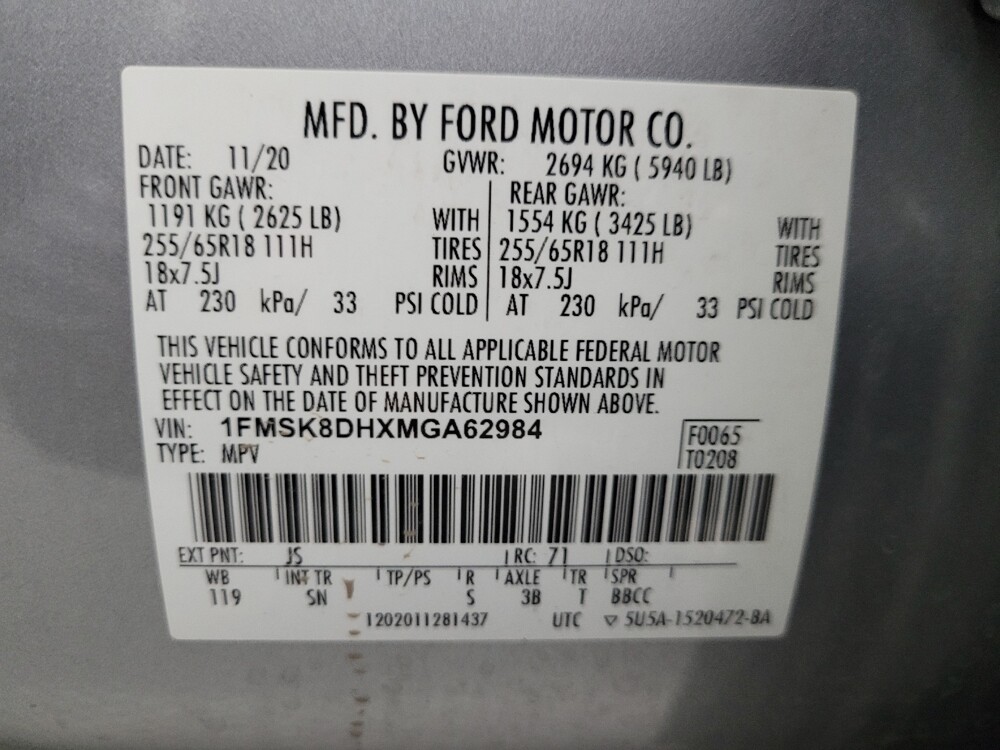 MFD. BY FORD MOTOR CO.
DATE: 11/20 GVWR: 2694 KG ( 5940 LB)
FRONT GAWR: REAR GAWR:
1191 KG ( 2625 LB) WITH 1554 KG ( 3425 LB) WITH
255/65R18 111H TIRES 255/65R18 111H TIRES
18x7.5J RIMS 18x7.5J RIMS
AT 230 kPa/ 33 PSI COLD AT 230 kPa/ 33 PSI COLD
THIS VEHICLE CONFORMS TO ALL APPLICABLE FEDERAL MOTOR
VEHICLE SAFETY AND THEFT PREVENTION STANDARDS IN
EFFECT ON THE DATE OF MANUFACTURE SHOWN ABOVE.
VIN: 1FMSK8DHXMGA62984 F0065
TYPE: MPV T0208
EXT PNT: JS RC: 71 DSO:
WB INT TR TP/PS R AXLE TR SPR
119 SN S 3B T BBCC
1202011281437 UTC ▽ 5U5A-1520472-BA